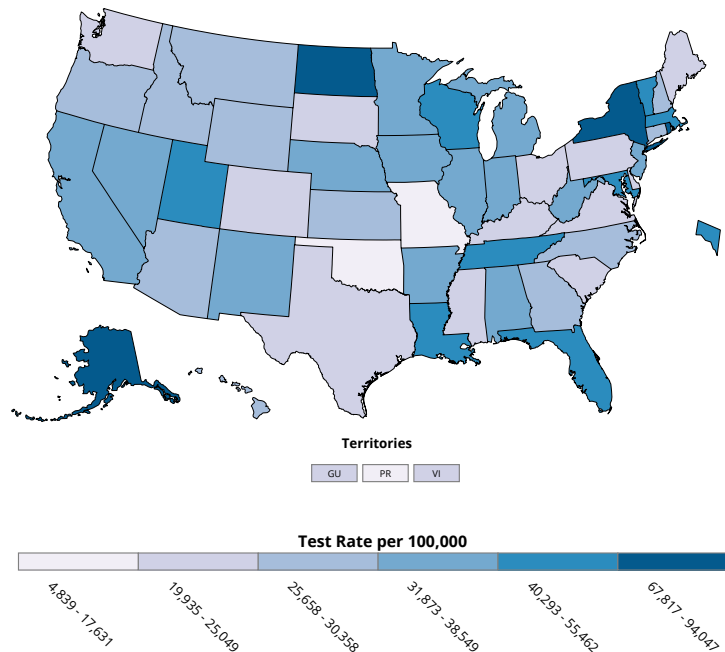 Territories
GU PR VI
Test Rate per 100,000
4,839 - 17,631
19,935 - 25,049
25,658 - 30,358
31,873 - 38,549
40,293 - 55,462
67,817 - 94,047